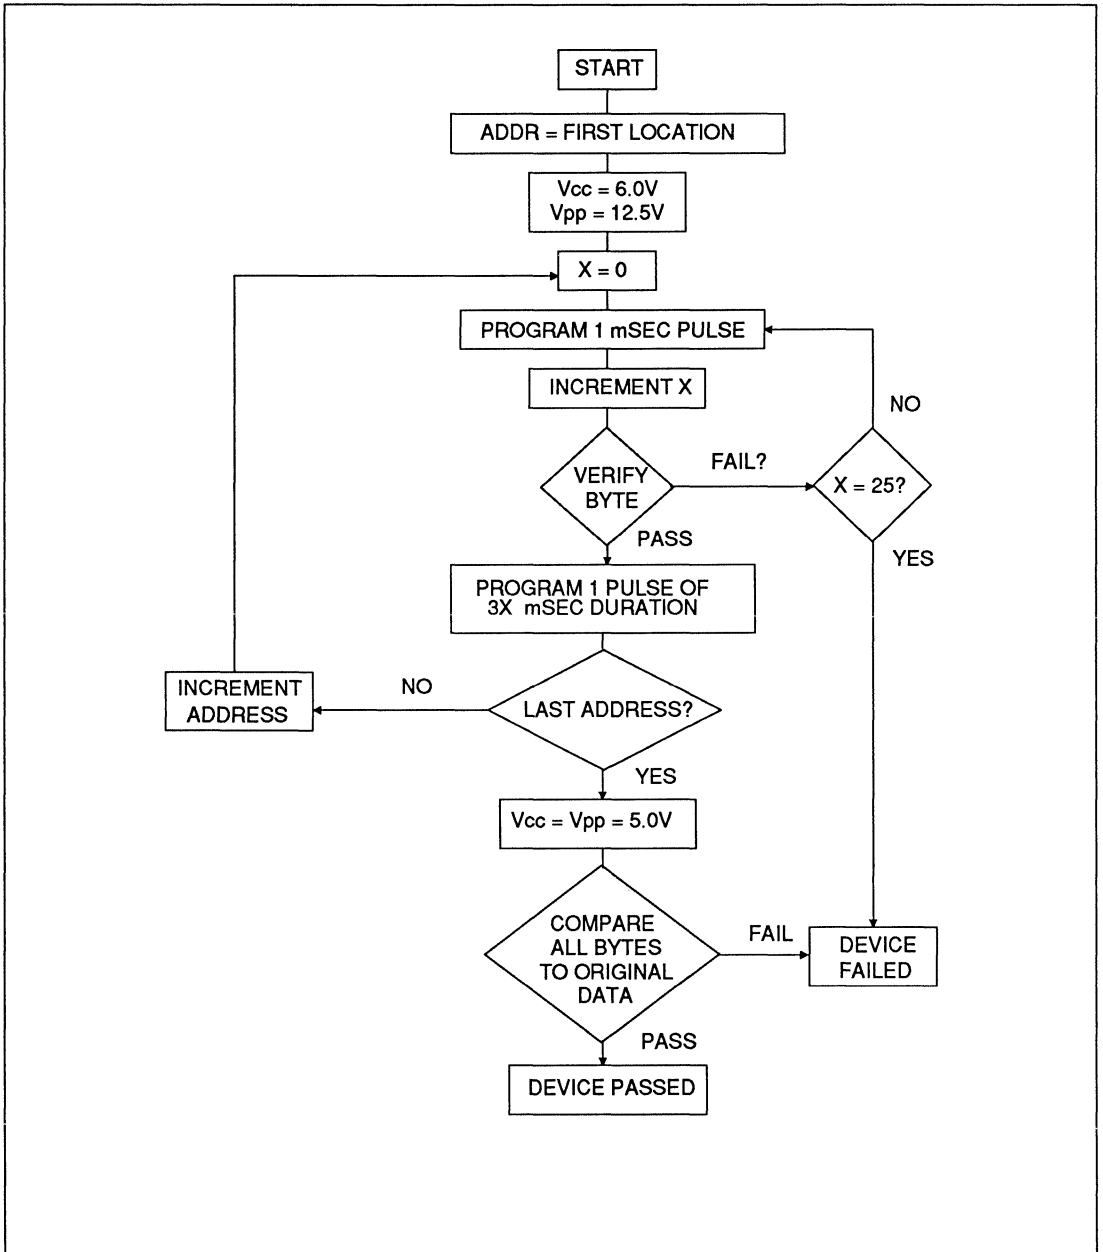 START
ADDR = FIRST LOCATION
Vcc = 6.0V
Vpp = 12.5V
X = 0
PROGRAM 1 mSEC PULSE
INCREMENT X
NO
VERIFY
BYTE
FAIL?
X = 25?
PASS
YES
PROGRAM 1 PULSE OF
3X mSEC DURATION
INCREMENT
ADDRESS
NO
LAST ADDRESS?
YES
Vcc = Vpp = 5.0V
COMPARE
ALL BYTES
TO ORIGINAL
DATA
FAIL
DEVICE
FAILED
PASS
DEVICE PASSED